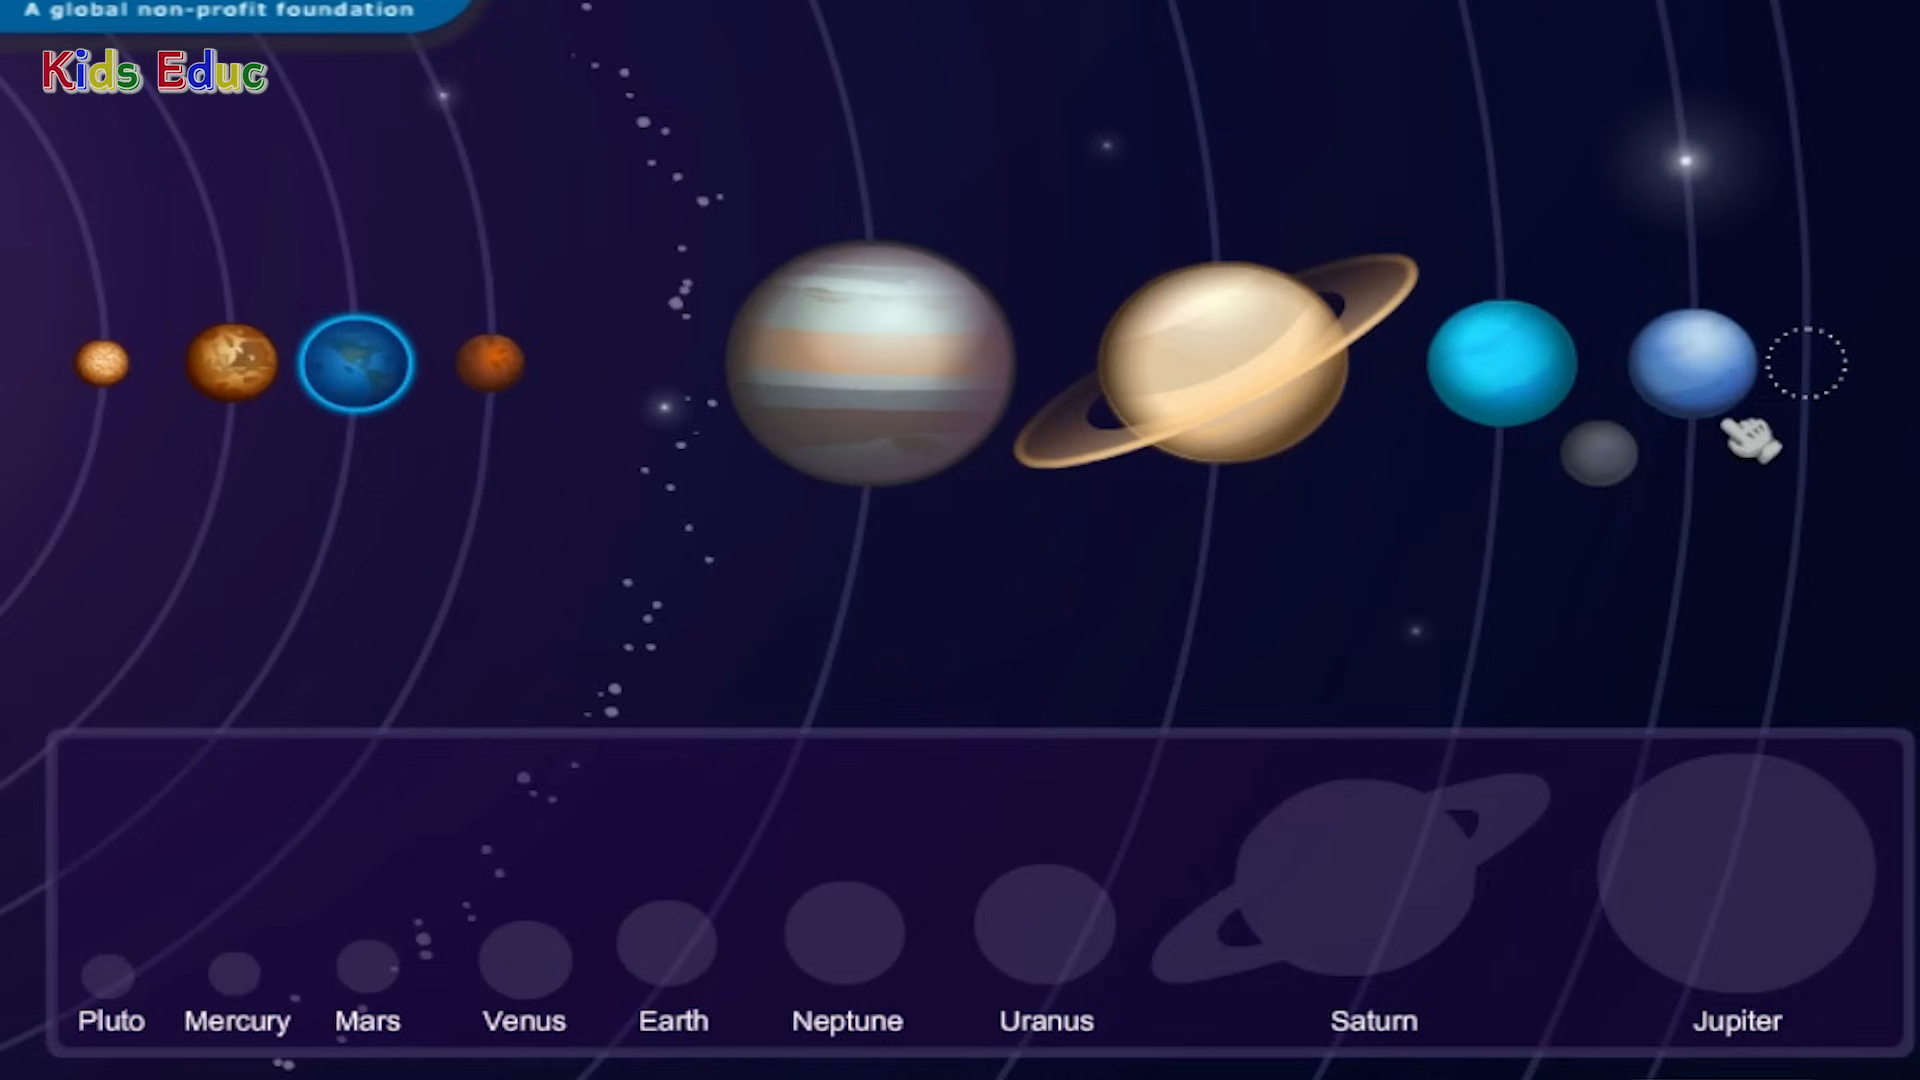 A global non-profit foundation
Kids Educ
Pluto Mercury Mars Venus Earth Neptune Uranus Saturn Jupiter